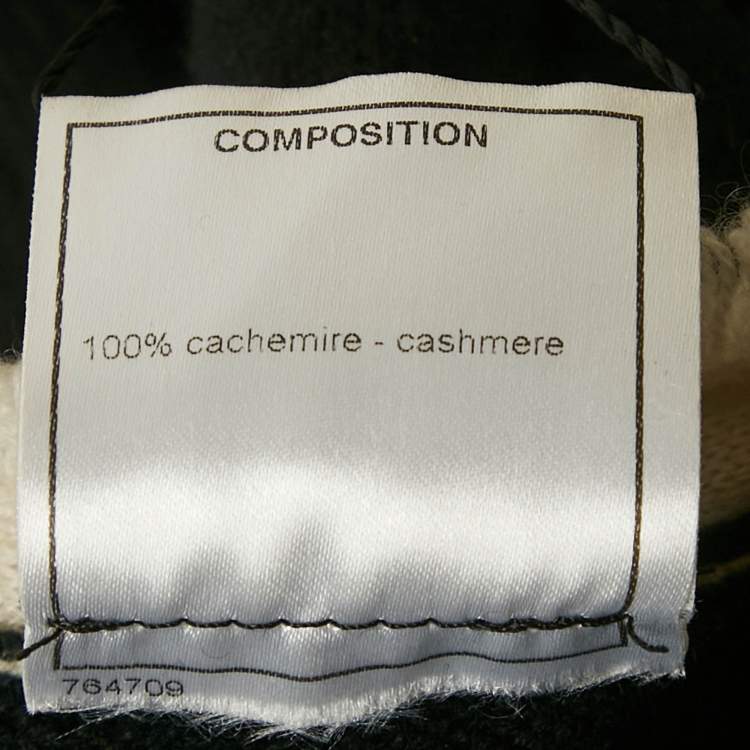 COMPOSITION
100% cachemire - cashmere
764709